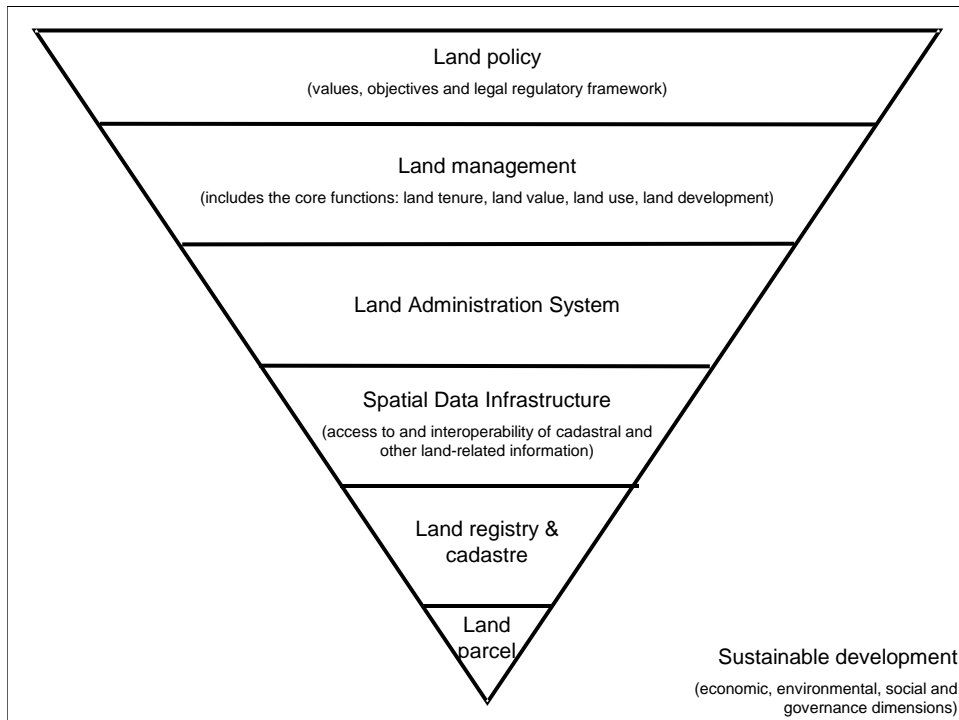 Land policy
(values, objectives and legal regulatory framework)
Land management
(includes the core functions: land tenure, land value, land use, land development)
Land Administration System
Spatial Data Infrastructure
(access to and interoperability of cadastral and
other land-related information)
Land registry &
cadastre
Land
parcel
Sustainable development
(economic, environmental, social and
governance dimensions)